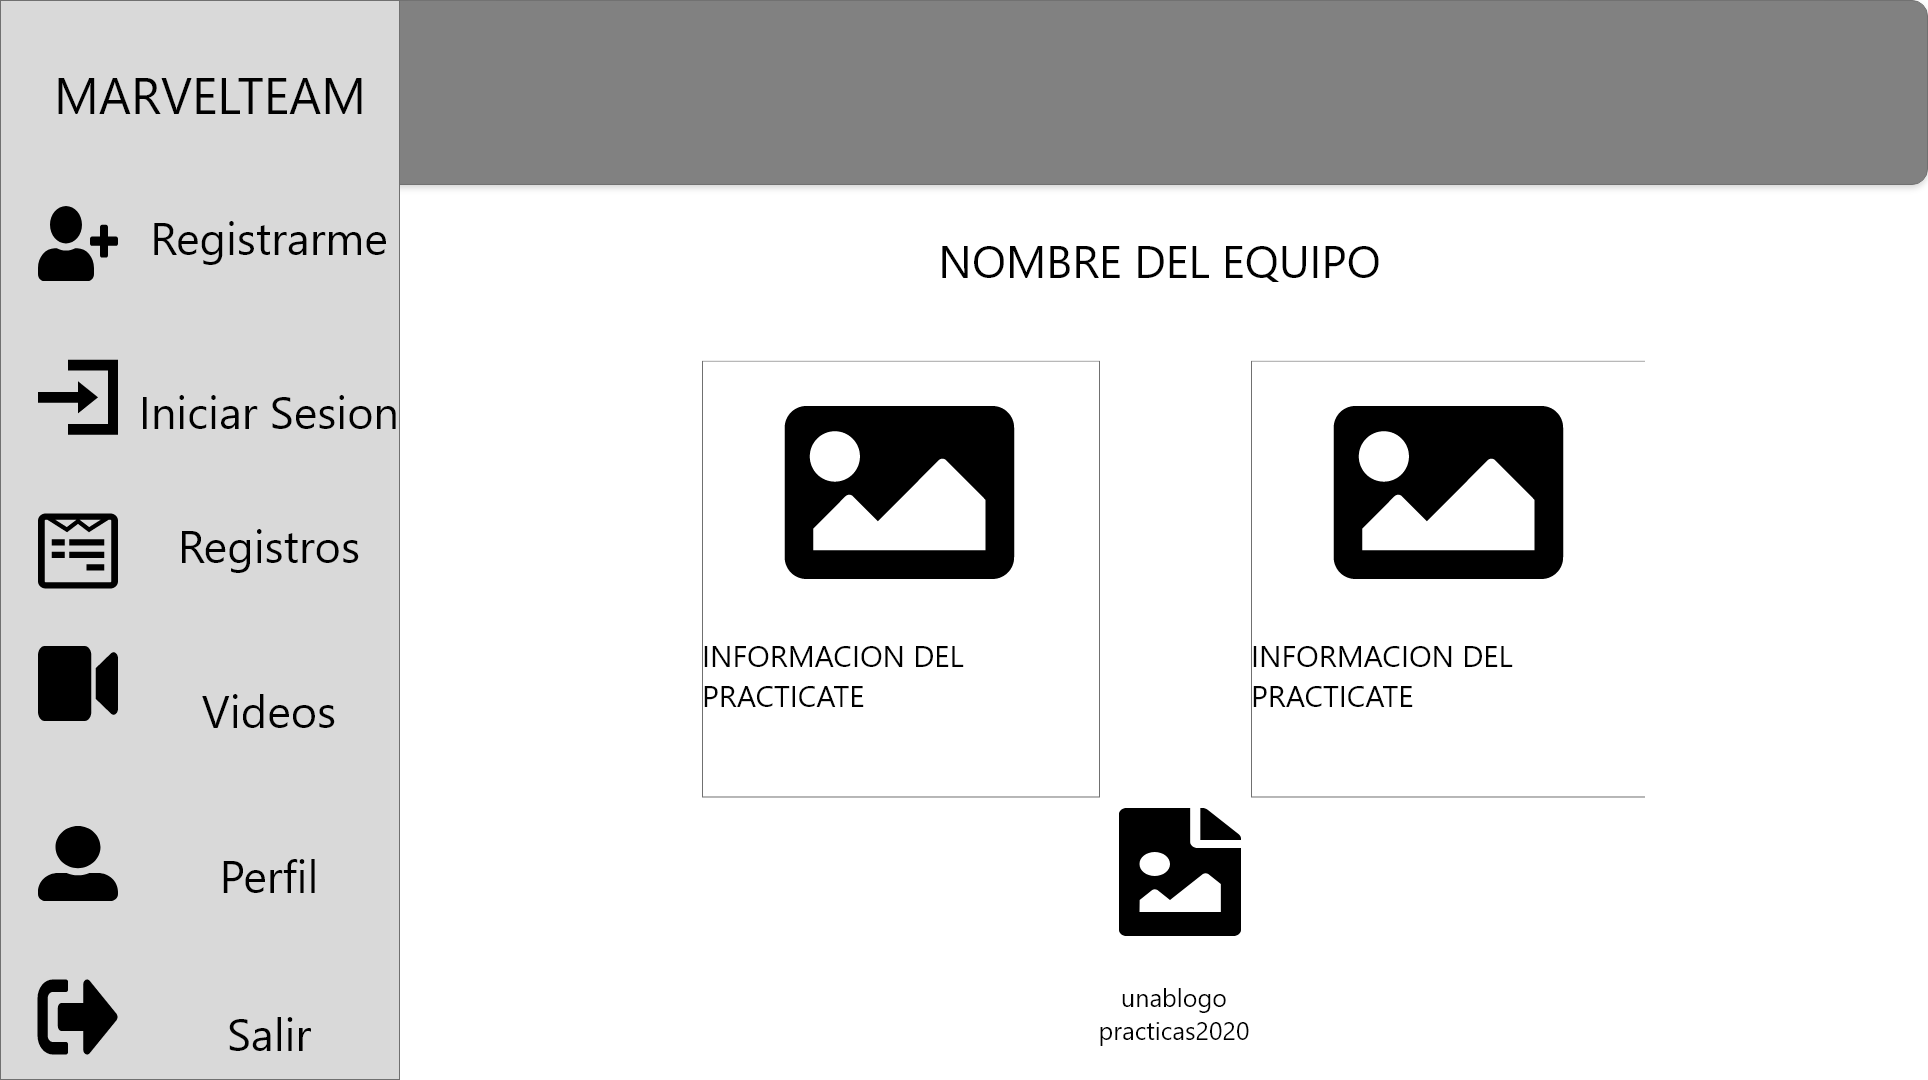 MARVELTEAM
Registrarme
Iniciar Sesion
Registros
Videos
Perfil
Salir
NOMBRE DEL EQUIPO
INFORMACION DEL
PRACTICATE
INFORMACION DEL
PRACTICATE
unablogo
practicas2020